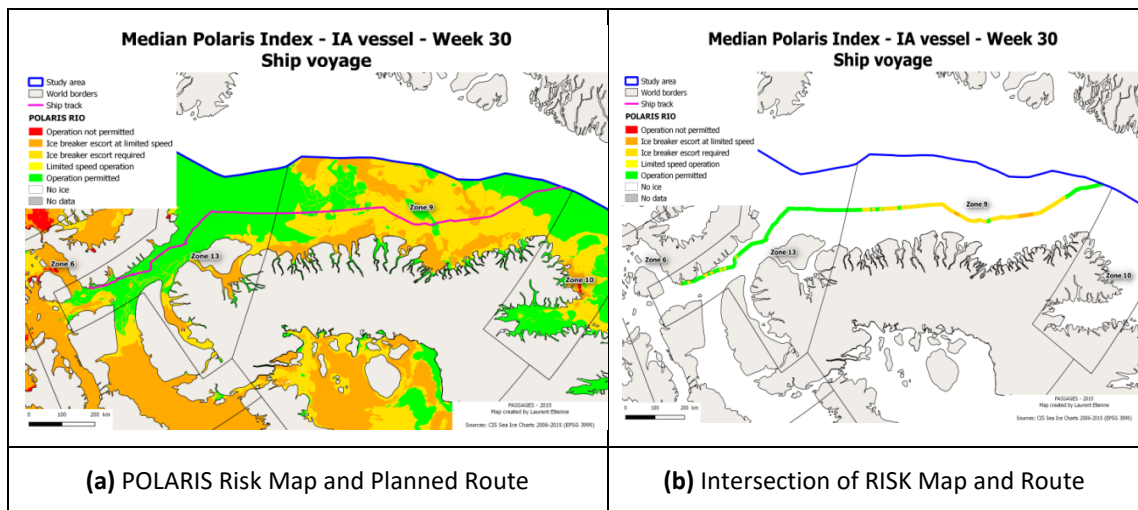 Median Polaris Index - IA vessel - Week 30
Ship voyage
Study area
World borders
Ship track
POLARIS RIO
Operation not permitted
Ice breaker escort at limited speed
Ice breaker escort required
Limited speed operation
Operation permitted
No ice
No data
Zone 9
Zone 6
Zone 13
Zone 10
0 100 200 km
PASSAGES - 2015
Map created by Laurent Etienne
Sources: CIS Sea Ice Charts 2006-2015 (EPSG 3995)
(a) POLARIS Risk Map and Planned Route
Median Polaris Index - IA vessel - Week 30
Ship voyage
Study area
World borders
Ship track
POLARIS RIO
Operation not permitted
Ice breaker escort at limited speed
Ice breaker escort required
Limited speed operation
Operation permitted
No ice
No data
Zone 9
Zone 6
Zone 13
Zone 10
0 100 200 km
PASSAGES - 2015
Map created by Laurent Etienne
Sources: CIS Sea Ice Charts 2006-2015 (EPSG 3995)
(b) Intersection of RISK Map and Route